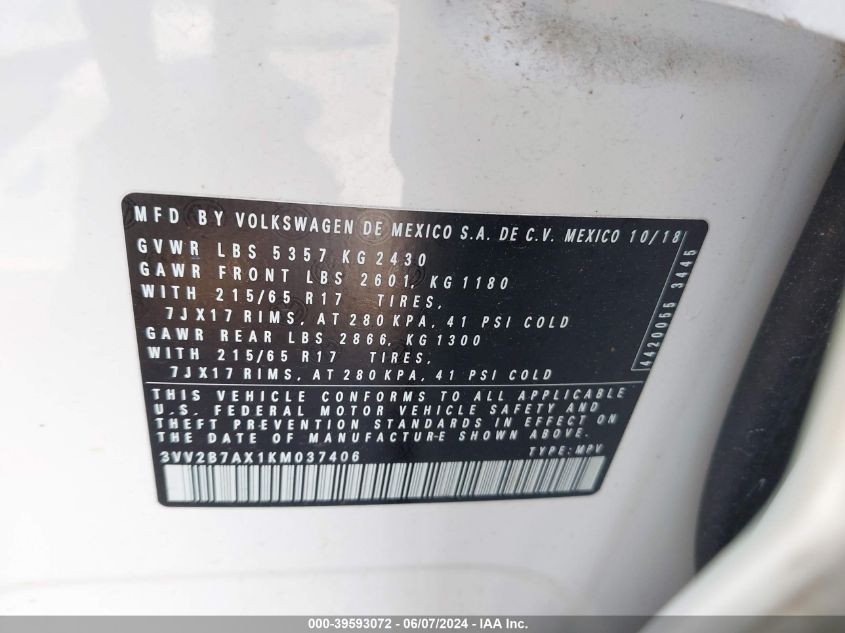 MFD BY VOLKSWAGEN DE MEXICO S.A. DE C.V. MEXICO 10/18
GVWR LBS 5357 KG 2430
GAWR FRONT LBS 2601, KG 1180
WITH 215/65 R17 TIRES,
7JX17 RIMS, AT 280 KPA, 41 PSI COLD
GAWR REAR LBS 2866, KG 1300
WITH 215/65 R17 TIRES,
7JX17 RIMS, AT 280 KPA, 41 PSI COLD
THIS VEHICLE CONFORMS TO ALL APPLICABLE
U.S. FEDERAL MOTOR VEHICLE SAFETY AND
THEFT PREVENTION STANDARDS IN EFFECT ON
THE DATE OF MANUFACTURE SHOWN ABOVE.
3VV2B7AX1KM037406 TYPE: MPV
4420055 3445
000-39593072 - 06/07/2024 - IAA Inc.